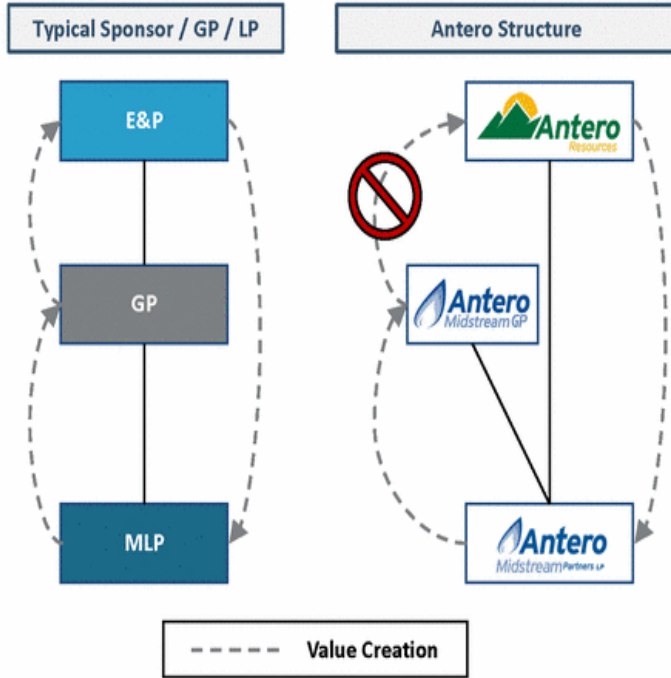 Typical Sponsor / GP / LP
Antero Structure
E&P
Antero
Resources
GP
Antero
Midstream GP
MLP
Antero
Midstream Partners LP
Value Creation